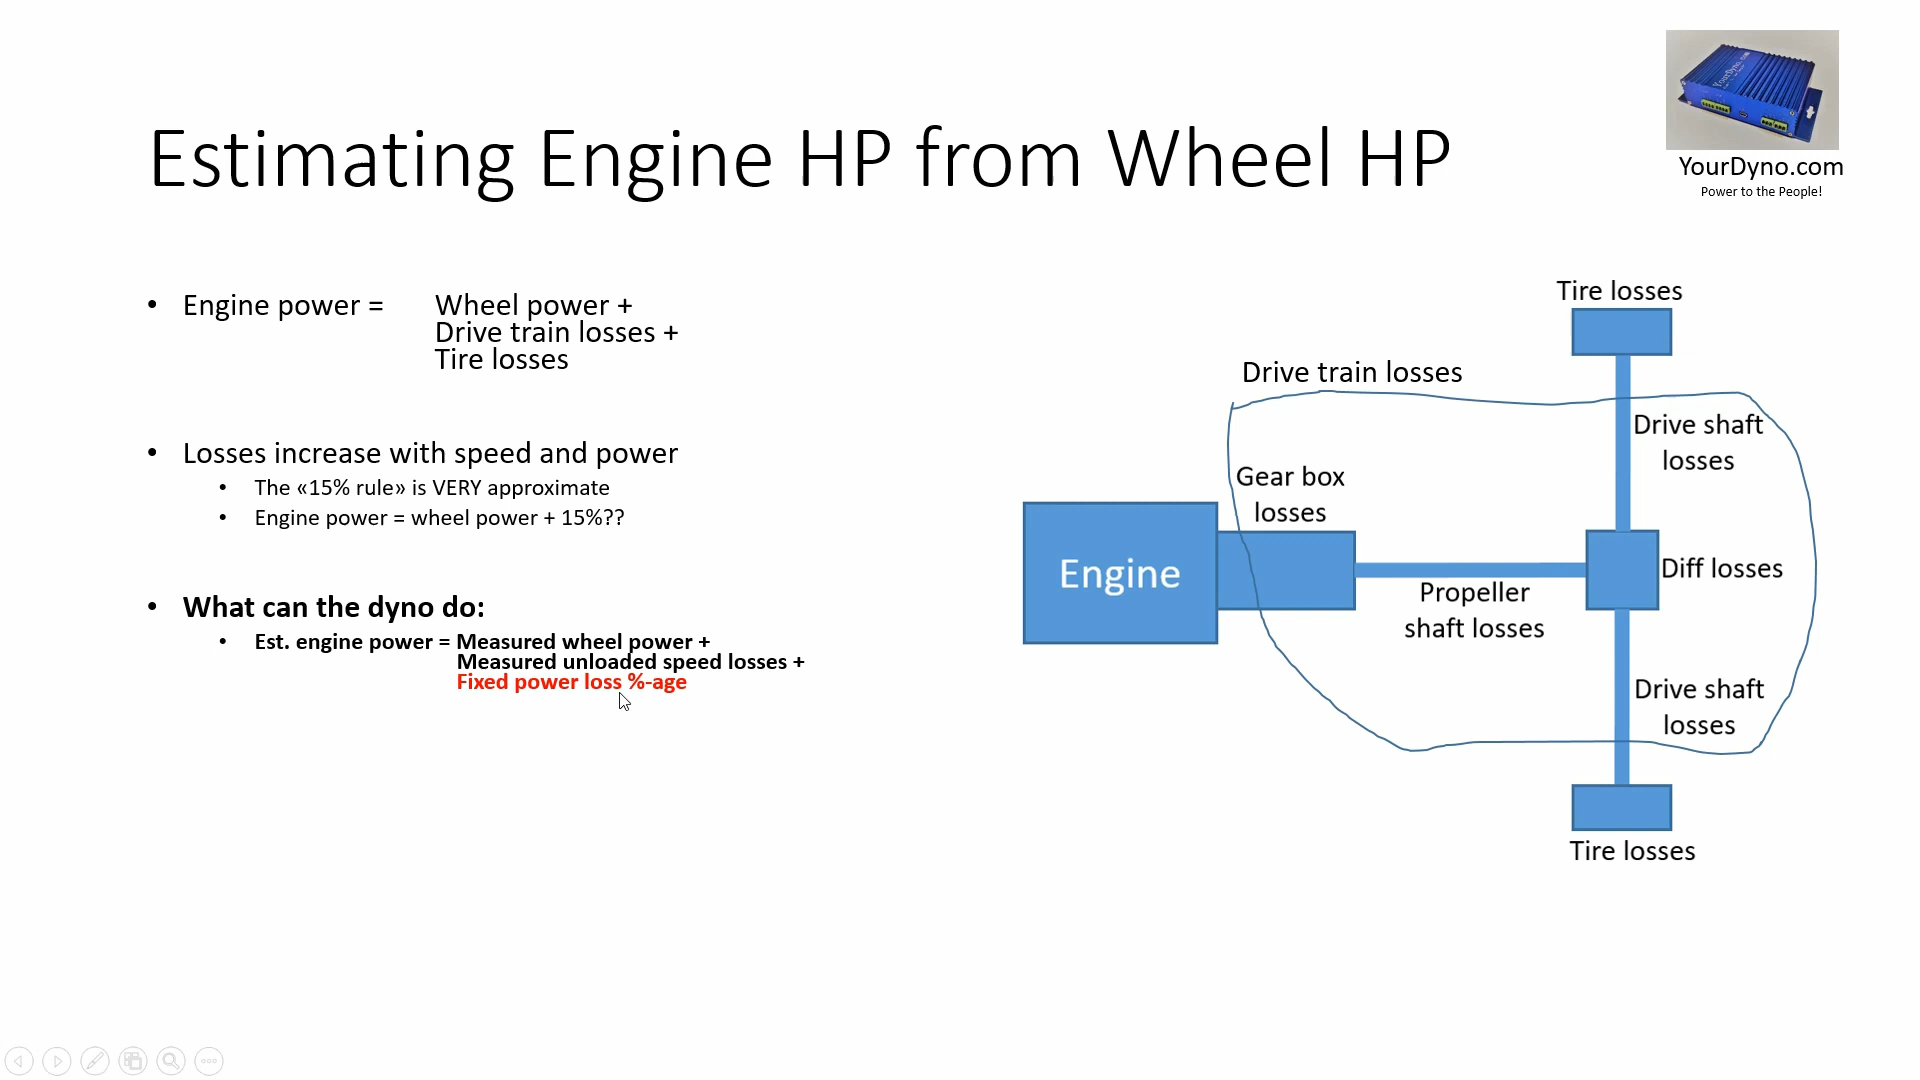 Estimating Engine HP from Wheel HP
YourDyno.com
Power to the People!
• Engine power = Wheel power +
Drive train losses +
Tire losses
• Losses increase with speed and power
• The «15% rule» is VERY approximate
• Engine power = wheel power + 15%??
• What can the dyno do:
• Est. engine power = Measured wheel power +
Measured unloaded speed losses +
Fixed power loss %-age
Tire losses
Drive train losses
Drive shaft
losses
Gear box
losses
Engine
Diff losses
Propeller
shaft losses
Drive shaft
losses
Tire losses